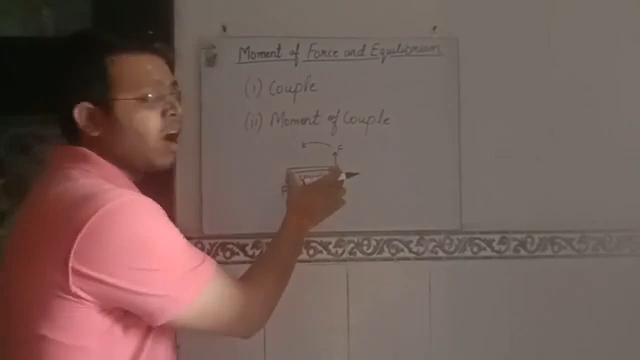 Moment of Force and Equilibrium
(i) Couple
(ii) Moment of Couple
F
F